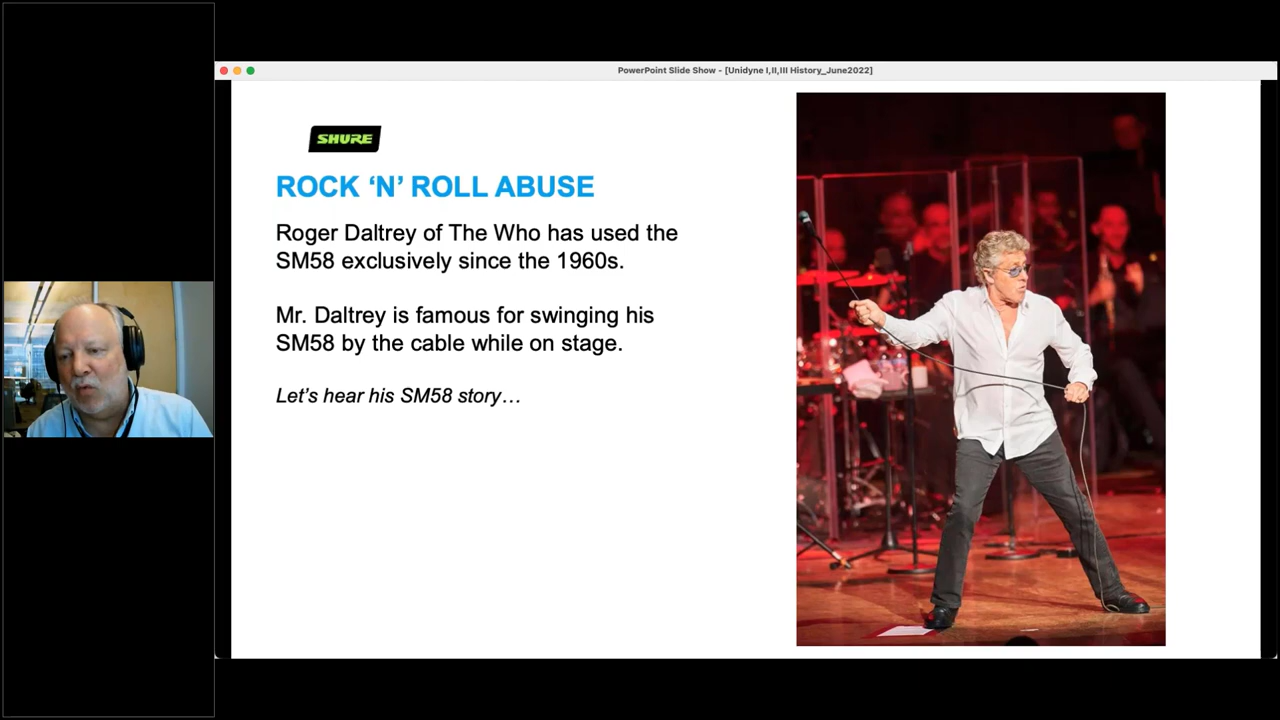 PowerPoint Slide Show - [Unidyne I,II,III History_June2022]
SHURE
ROCK ‘N’ ROLL ABUSE
Roger Daltrey of The Who has used the
SM58 exclusively since the 1960s.
Mr. Daltrey is famous for swinging his
SM58 by the cable while on stage.
Let’s hear his SM58 story…